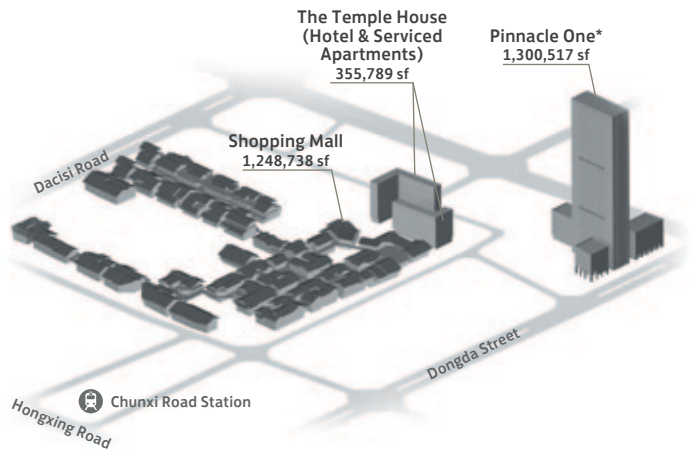 The Temple House
(Hotel & Serviced
Apartments)
355,789 sf
Pinnacle One*
1,300,517 sf
Shopping Mall
1,248,738 sf
Dacisi Road
Dongda Street
Chunxi Road Station
Hongxing Road